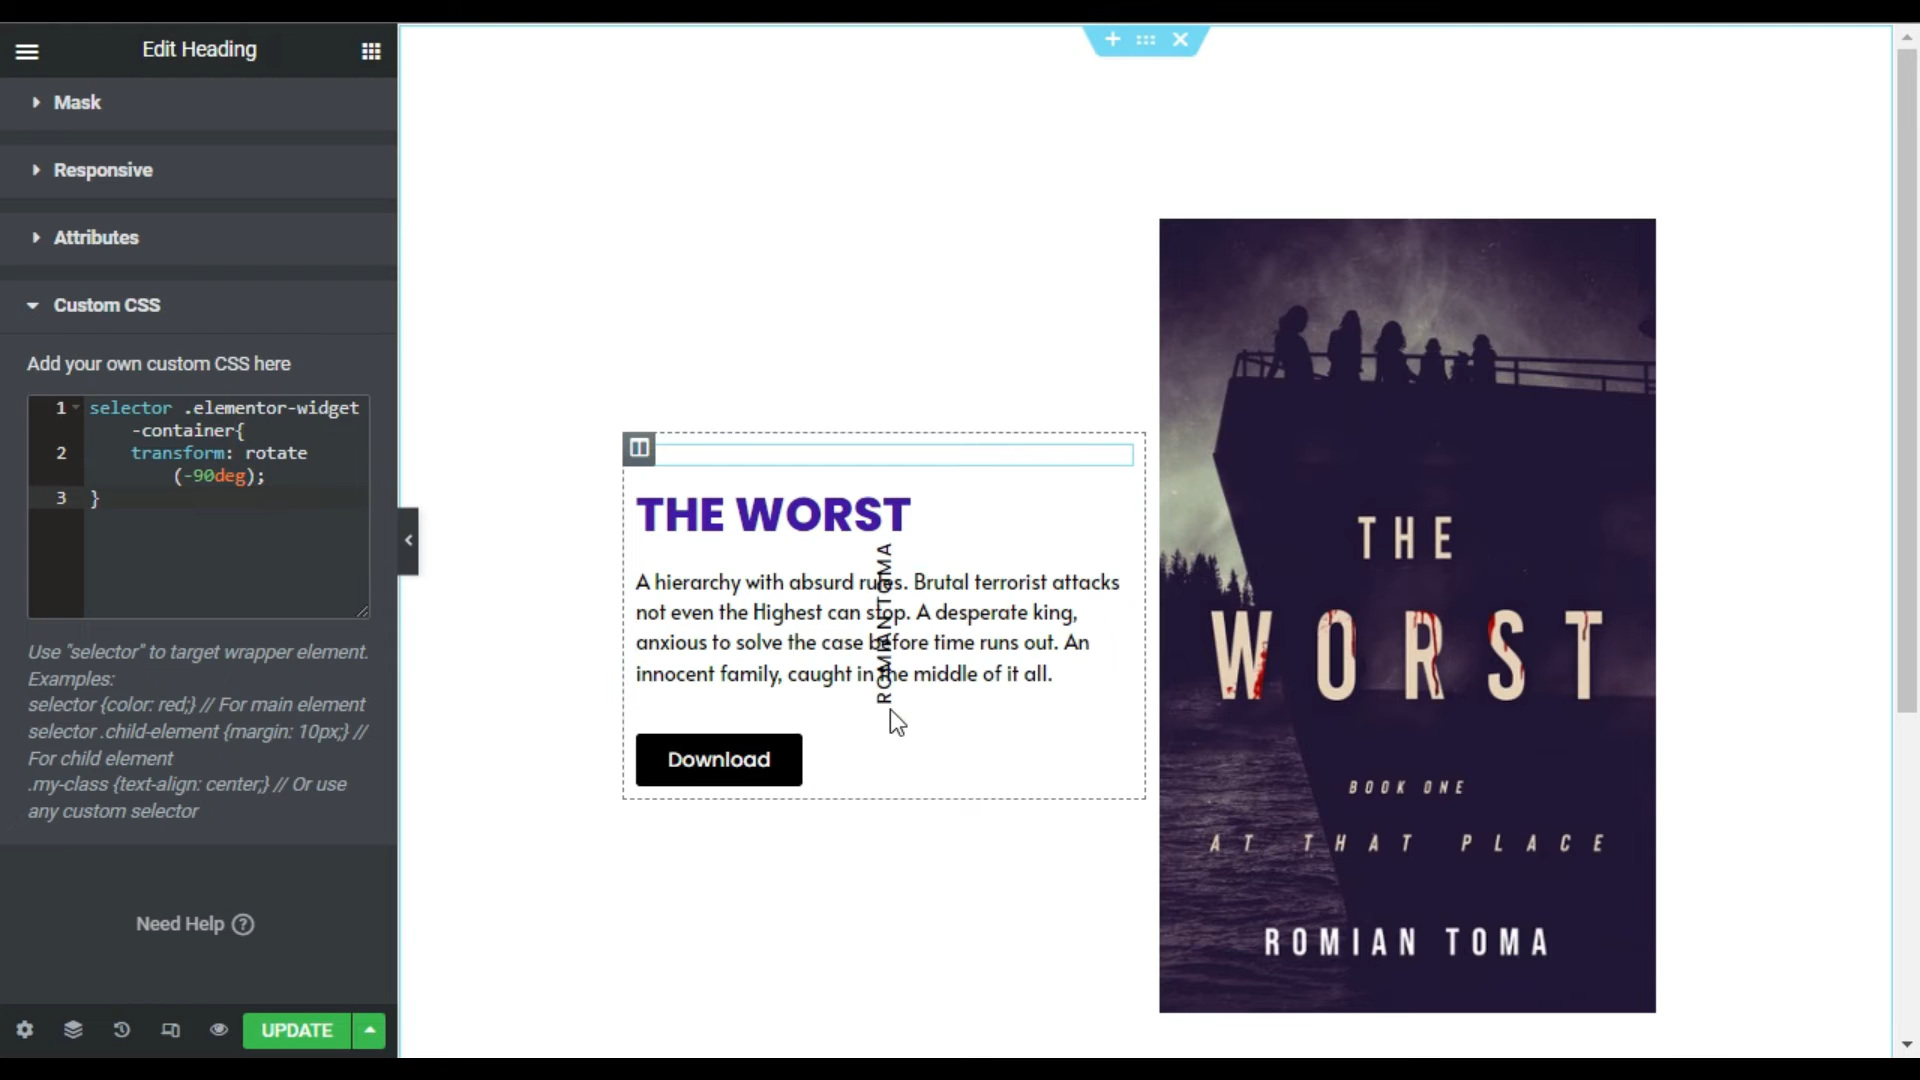 Edit Heading
Mask
Responsive
Attributes
Custom CSS
Add your own custom CSS here
1 selector .elementor-widget
-container{
2 transform: rotate
(-90deg);
3 }
Use "selector" to target wrapper element.
Examples:
selector {color: red;} // For main element
selector .child-element {margin: 10px;} //
For child element
.my-class {text-align: center;} // Or use
any custom selector
Need Help ?
UPDATE
THE WORST
A hierarchy with absurd rules. Brutal terrorist attacks
not even the Highest can stop. A desperate king,
anxious to solve the case before time runs out. An
innocent family, caught in the middle of it all.
ROMIAN TOMA
Download
THE
WORST
BOOK ONE
AT THAT PLACE
ROMIAN TOMA